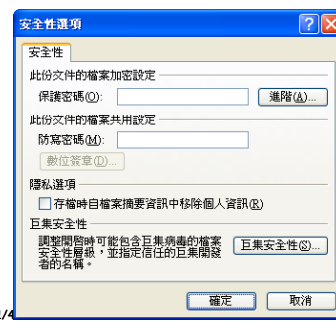 安全性選項
安全性
此份文件的檔案加密設定
保護密碼(O):
進階(A)...
此份文件的檔案共用設定
防寫密碼(M):
數位簽章(D)...
隱私選項
存檔時自檔案摘要資訊中移除個人資訊(R)
巨集安全性
調整開啟時可能包含巨集病毒的檔案
安全性層級，並指定信任的巨集開發
者的名稱。
巨集安全性(S)...
確定
取消
1/4